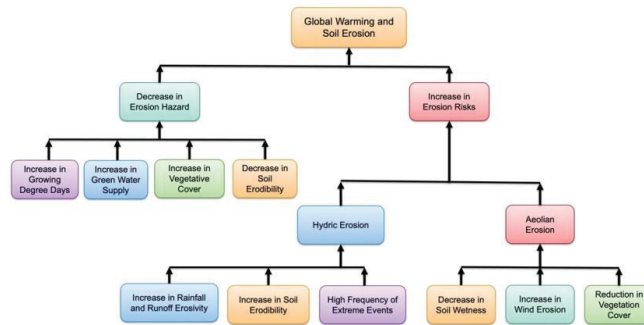 Global Warming and
Soil Erosion
Decrease in
Erosion Hazard
Increase in
Erosion Risks
Increase in
Growing
Degree Days
Increase in
Green Water
Supply
Increase in
Vegetative
Cover
Decrease in
Soil
Erodibility
Hydric Erosion
Aeolian
Erosion
Increase in Rainfall
and Runoff Erosivity
Increase in Soil
Erodibility
High Frequency of
Extreme Events
Decrease in
Soil Wetness
Increase in
Wind Erosion
Reduction in
Vegetation
Cover